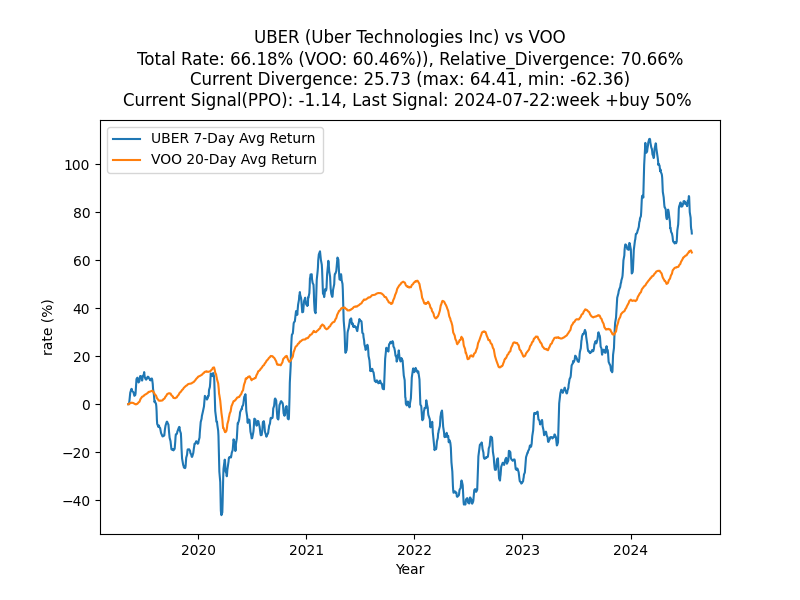 UBER (Uber Technologies Inc) vs VOO
Total Rate: 66.18% (VOO: 60.46%)), Relative_Divergence: 70.66%
Current Divergence: 25.73 (max: 64.41, min: -62.36)
Current Signal(PPO): -1.14, Last Signal: 2024-07-22:week +buy 50%
UBER 7-Day Avg Return
VOO 20-Day Avg Return
rate (%)
100
80
60
40
20
0
−20
−40
2020 2021 2022 2023 2024
Year